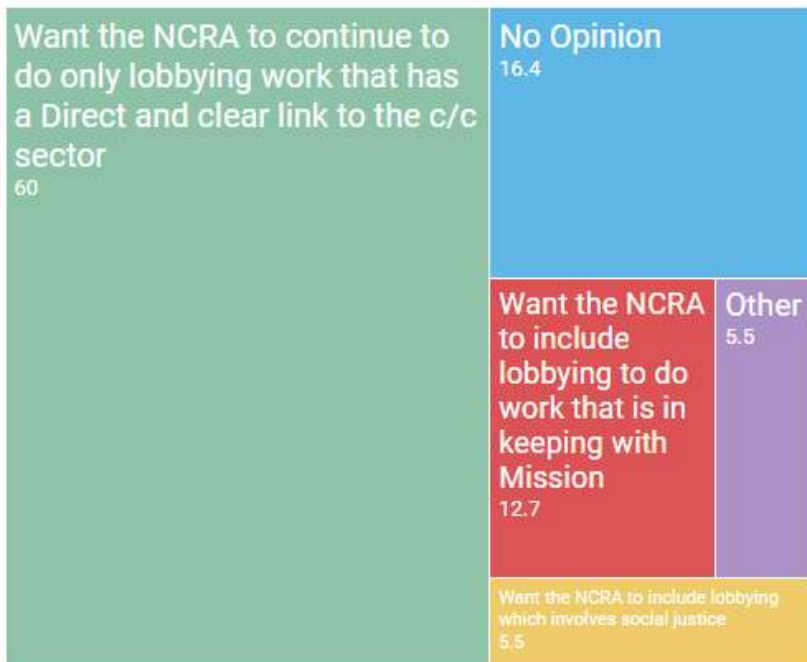 Want the NCRA to continue to
do only lobbying work that has
a Direct and clear link to the c/c
sector
60
No Opinion
16.4
Want the NCRA
to include
lobbying to do
work that is in
keeping with
Mission
12.7
Other
5.5
Want the NCRA to include lobbying
which involves social justice
5.5